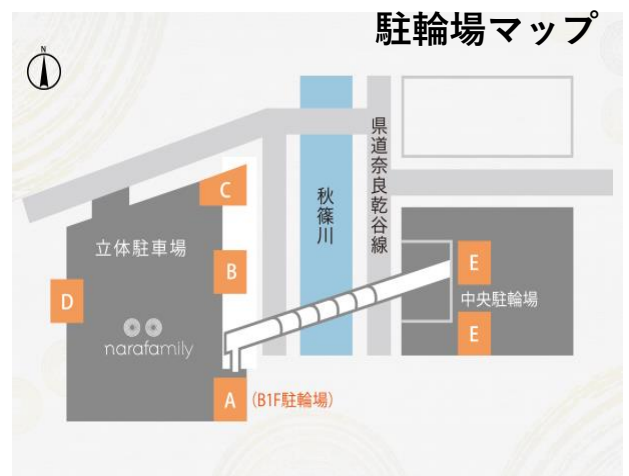 駐輪場マップ
N
県道奈良乾谷線
秋篠川
C
立体駐車場
B
E
D
中央駐輪場
narafamily
E
A
(B1F駐輪場)